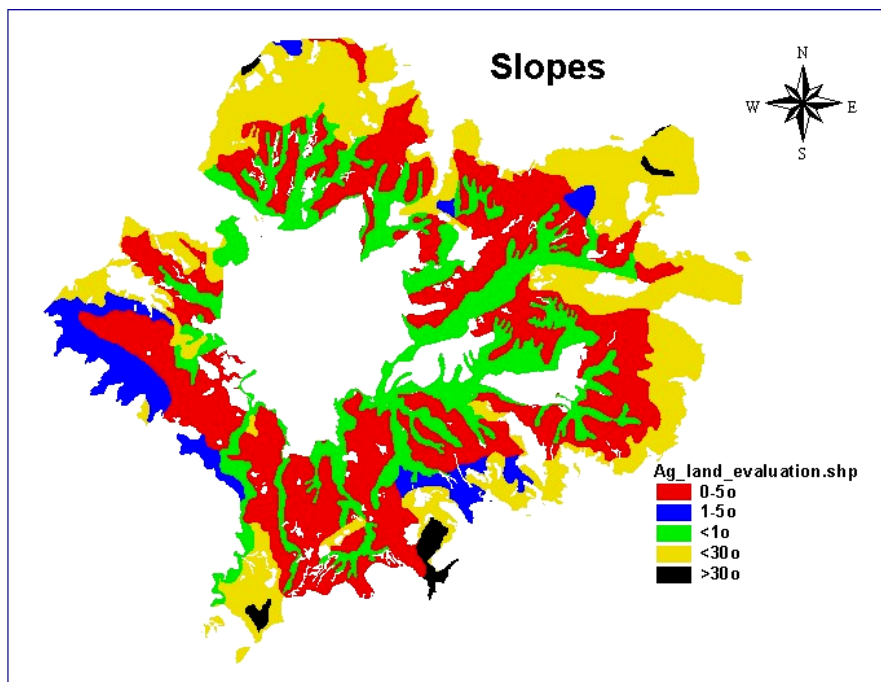 Slopes
N
W E
S
Ag_land_evaluation.shp
0-5o
1-5o
<1o
<30o
>30o